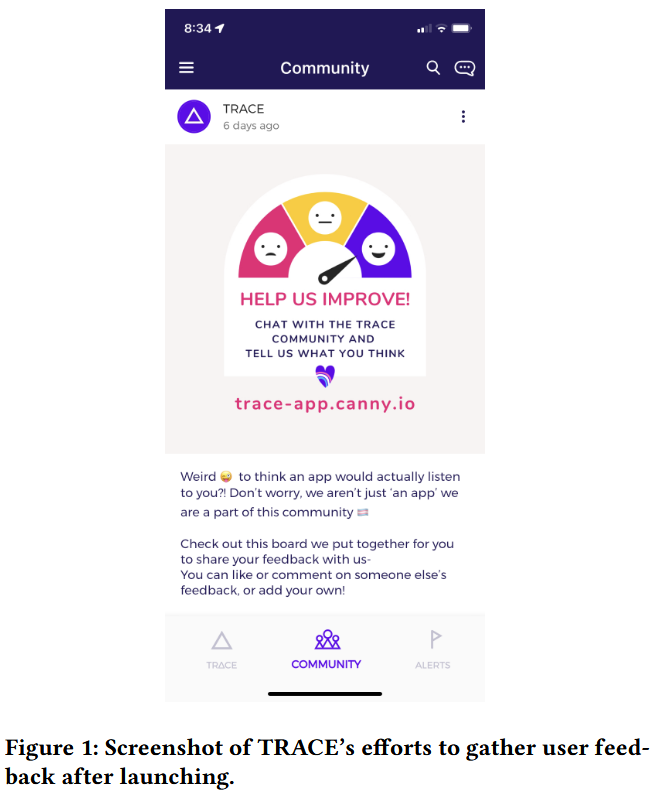 8:34
Community
TRACE
6 days ago
HELP US IMPROVE!
CHAT WITH THE TRACE
COMMUNITY AND
TELL US WHAT YOU THINK
trace-app.canny.io
Weird 😜 to think an app would actually listen
to you?! Don't worry, we aren't just 'an app' we
are a part of this community 🏳️‍⚧️
Check out this board we put together for you
to share your feedback with us-
You can like or comment on someone else's
feedback, or add your own!
TRACE
COMMUNITY
ALERTS
Figure 1: Screenshot of TRACE's efforts to gather user feed-
back after launching.